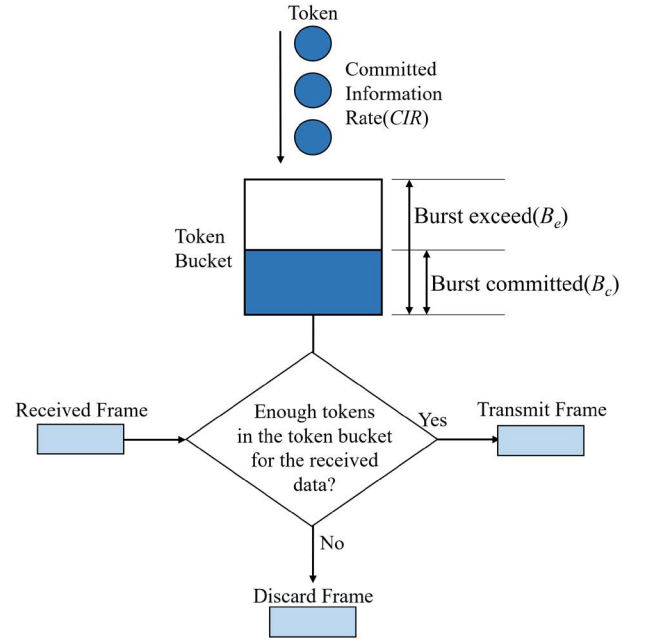 Token
Committed
Information
Rate(CIR)
Token
Bucket
Burst exceed(Be)
Burst committed(Bc)
Received Frame
Enough tokens
in the token bucket
for the received
data?
Yes
Transmit Frame
No
Discard Frame